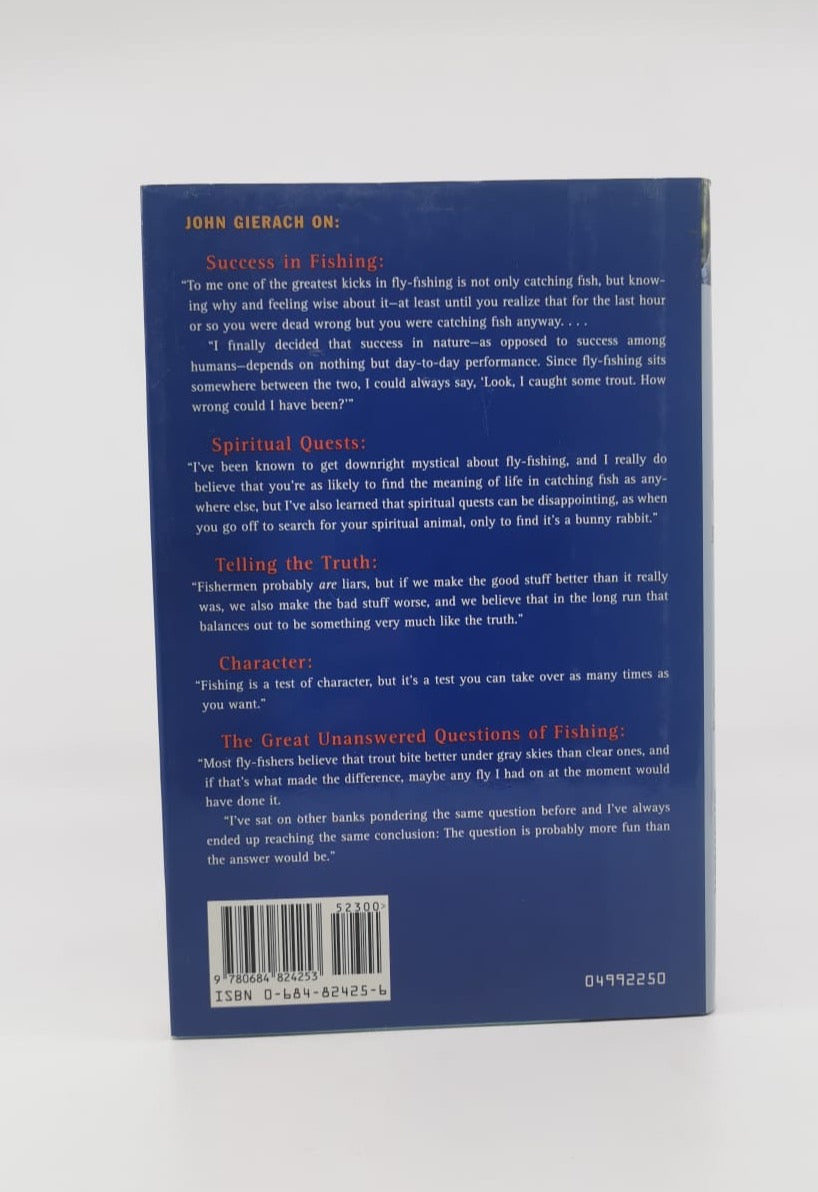 JOHN GIERACH ON:
Success in Fishing:
“To me one of the greatest kicks in fly-fishing is not only catching fish, but know-
ing why and feeling wise about it—at least until you realize that for the last hour
or so you were dead wrong but you were catching fish anyway. . . .
“I finally decided that success in nature—as opposed to success among
humans—depends on nothing but day-to-day performance. Since fly-fishing sits
somewhere between the two, I could always say, ‘Look, I caught some trout. How
wrong could I have been?’”
Spiritual Quests:
“I’ve been known to get downright mystical about fly-fishing, and I really do
believe that you’re as likely to find the meaning of life in catching fish as any-
where else, but I’ve also learned that spiritual quests can be disappointing, as when
you go off to search for your spiritual animal, only to find it’s a bunny rabbit.”
Telling the Truth:
“Fishermen probably are liars, but if we make the good stuff better than it really
was, we also make the bad stuff worse, and we believe that in the long run that
balances out to be something very much like the truth.”
Character:
“Fishing is a test of character, but it’s a test you can take over as many times as
you want.”
The Great Unanswered Questions of Fishing:
“Most fly-fishers believe that trout bite better under gray skies than clear ones, and
if that’s what made the difference, maybe any fly I had on at the moment would
have done it.
“I’ve sat on other banks pondering the same question before and I’ve always
ended up reaching the same conclusion: The question is probably more fun than
the answer would be.”
52300>
9 780684 824253
ISBN 0-684-82425-6
04992250